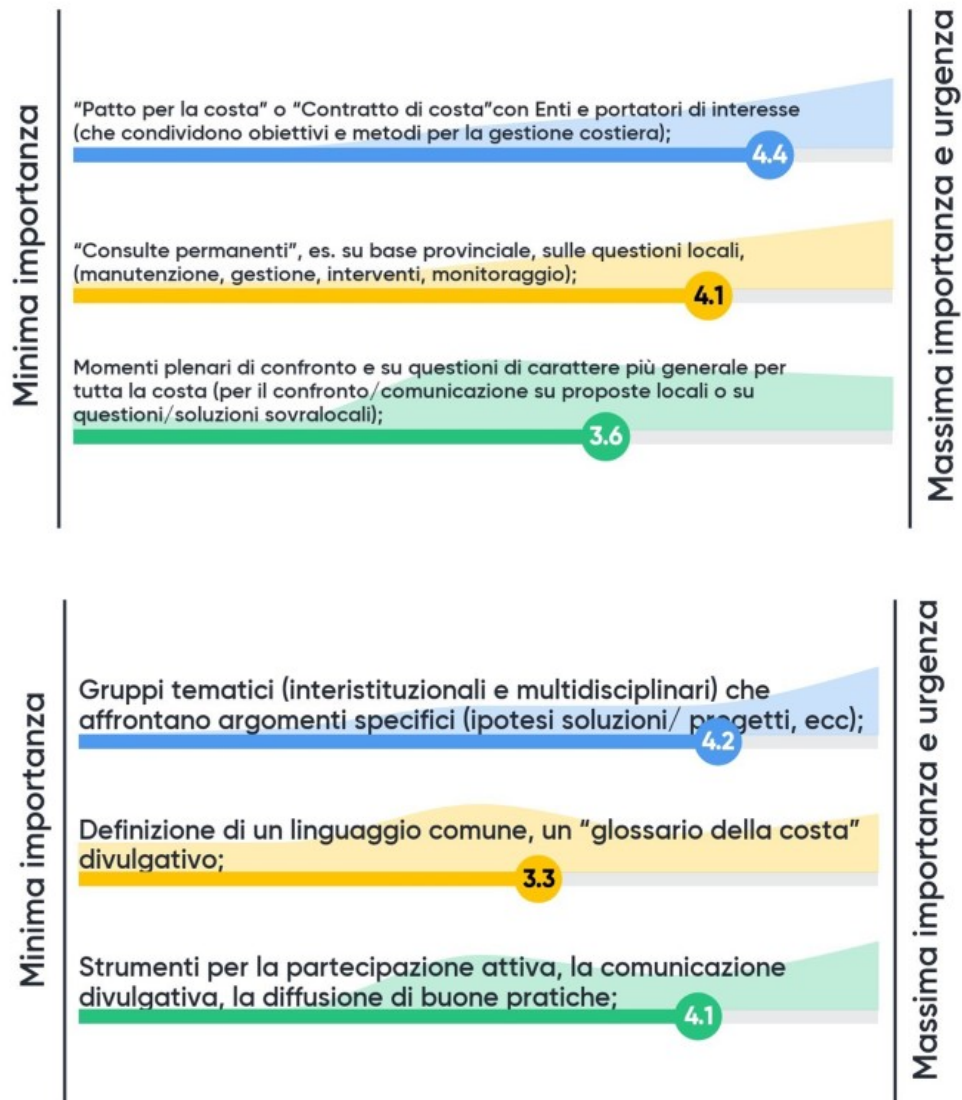 Minima importanza
"Patto per la costa" o "Contratto di costa"con Enti e portatori di interesse
(che condividono obiettivi e metodi per la gestione costiera);
4.4
"Consulte permanenti", es. su base provinciale, sulle questioni locali,
(manutenzione, gestione, interventi, monitoraggio);
4.1
Momenti plenari di confronto e su questioni di carattere più generale per
tutta la costa (per il confronto/comunicazione su proposte locali o su
questioni/soluzioni sovralocali);
3.6
Massima importanza e urgenza
Minima importanza
Gruppi tematici (interistituzionali e multidisciplinari) che
affrontano argomenti specifici (ipotesi soluzioni/ progetti, ecc);
4.2
Definizione di un linguaggio comune, un "glossario della costa"
divulgativo;
3.3
Strumenti per la partecipazione attiva, la comunicazione
divulgativa, la diffusione di buone pratiche;
4.1
Massima importanza e urgenza